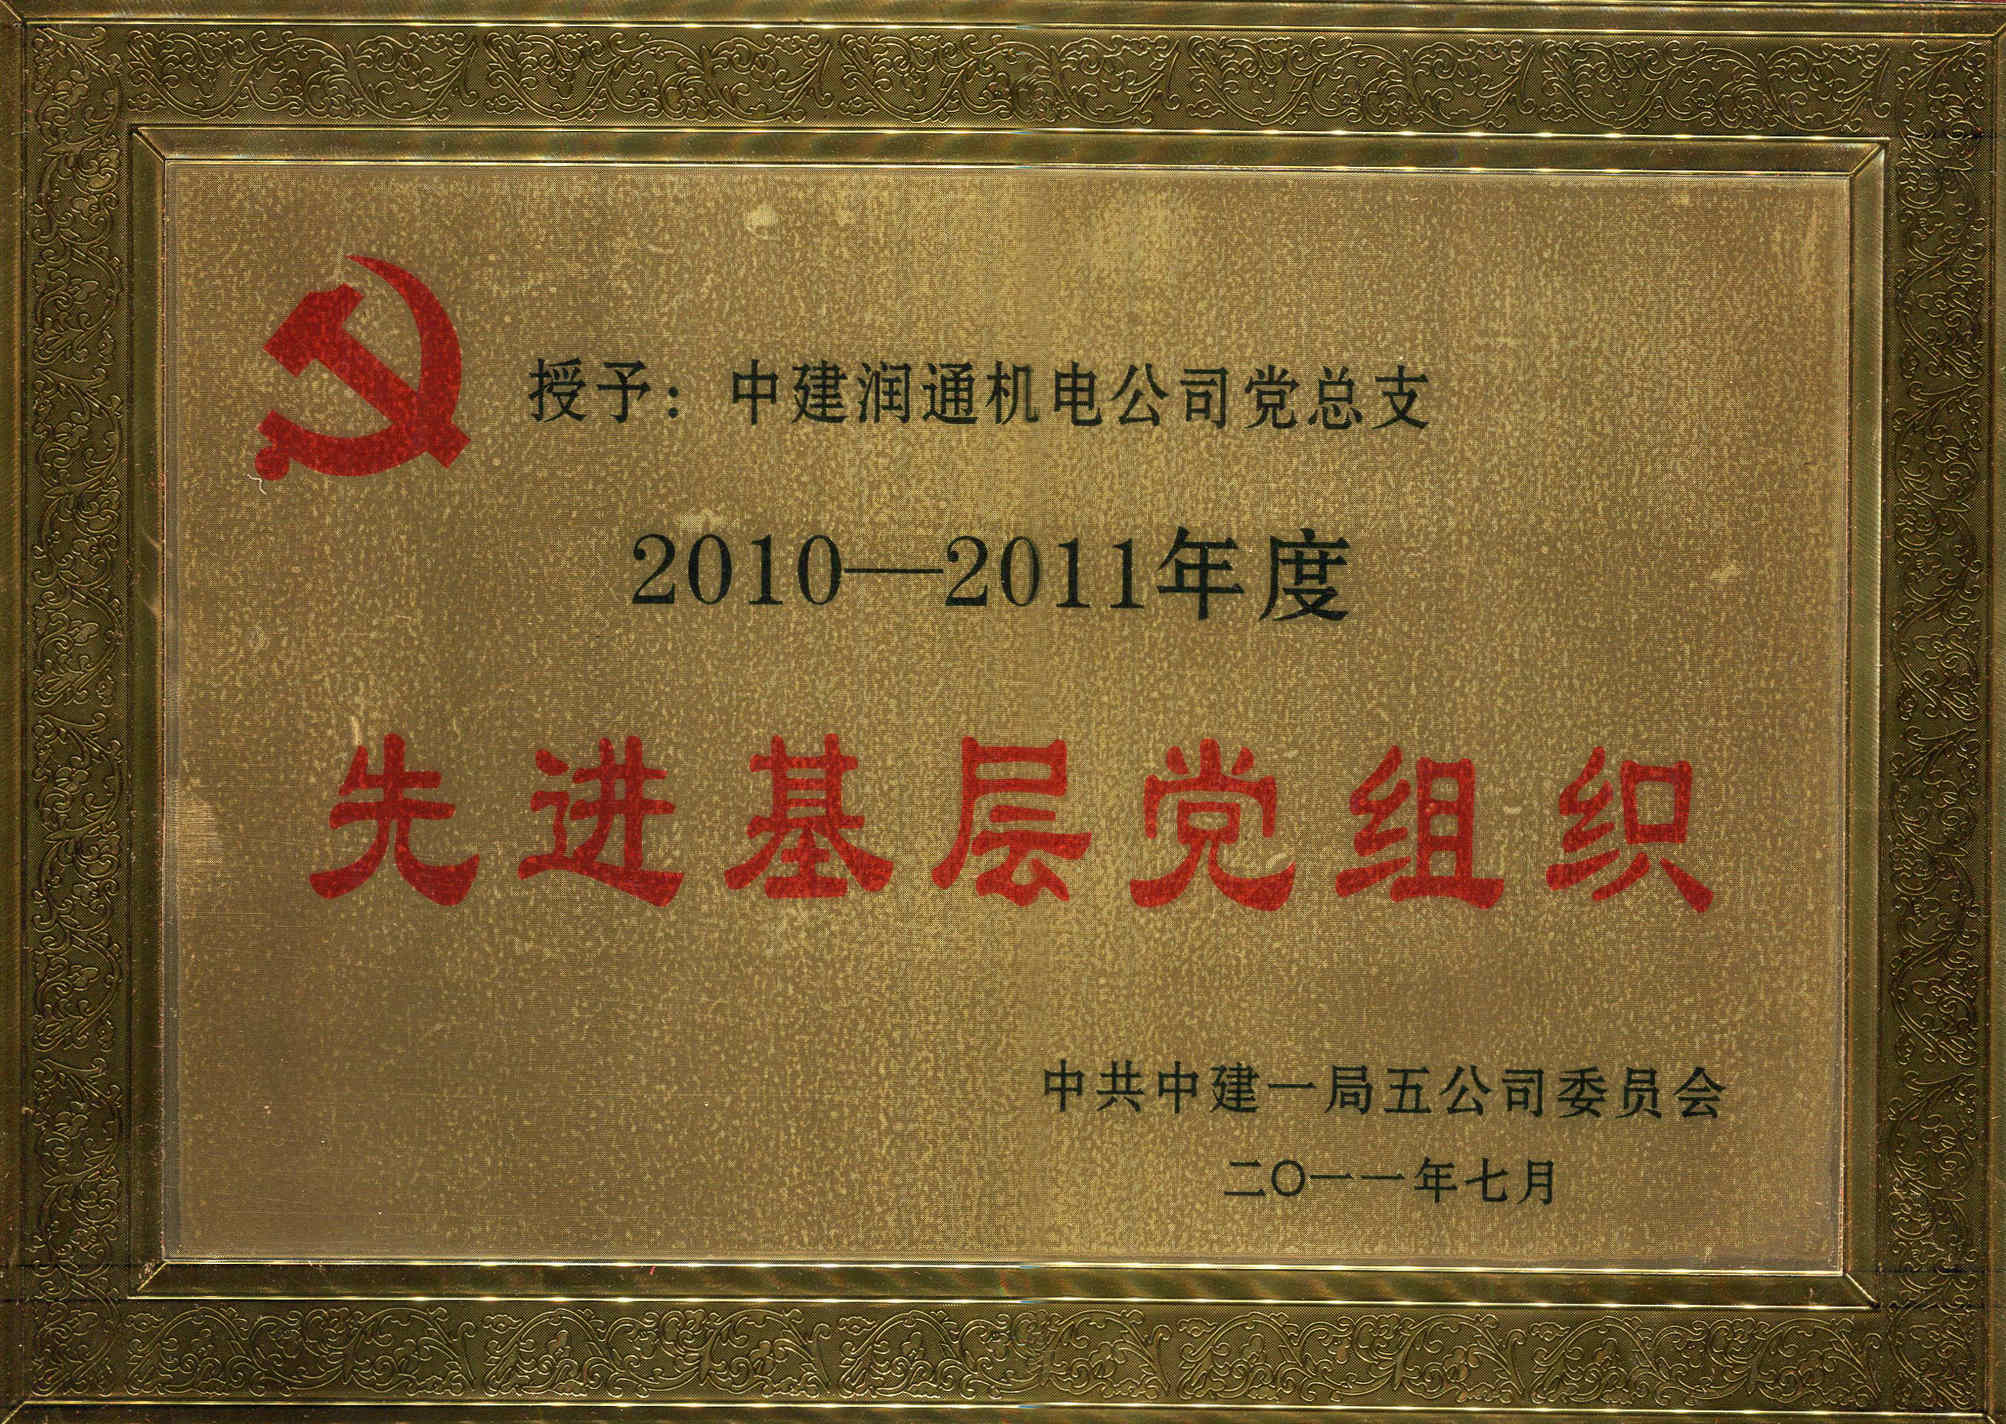 授予：中建润通机电公司党总支
2010—2011年度
先进基层党组织
中共中建一局五公司委员会
二〇一一年七月